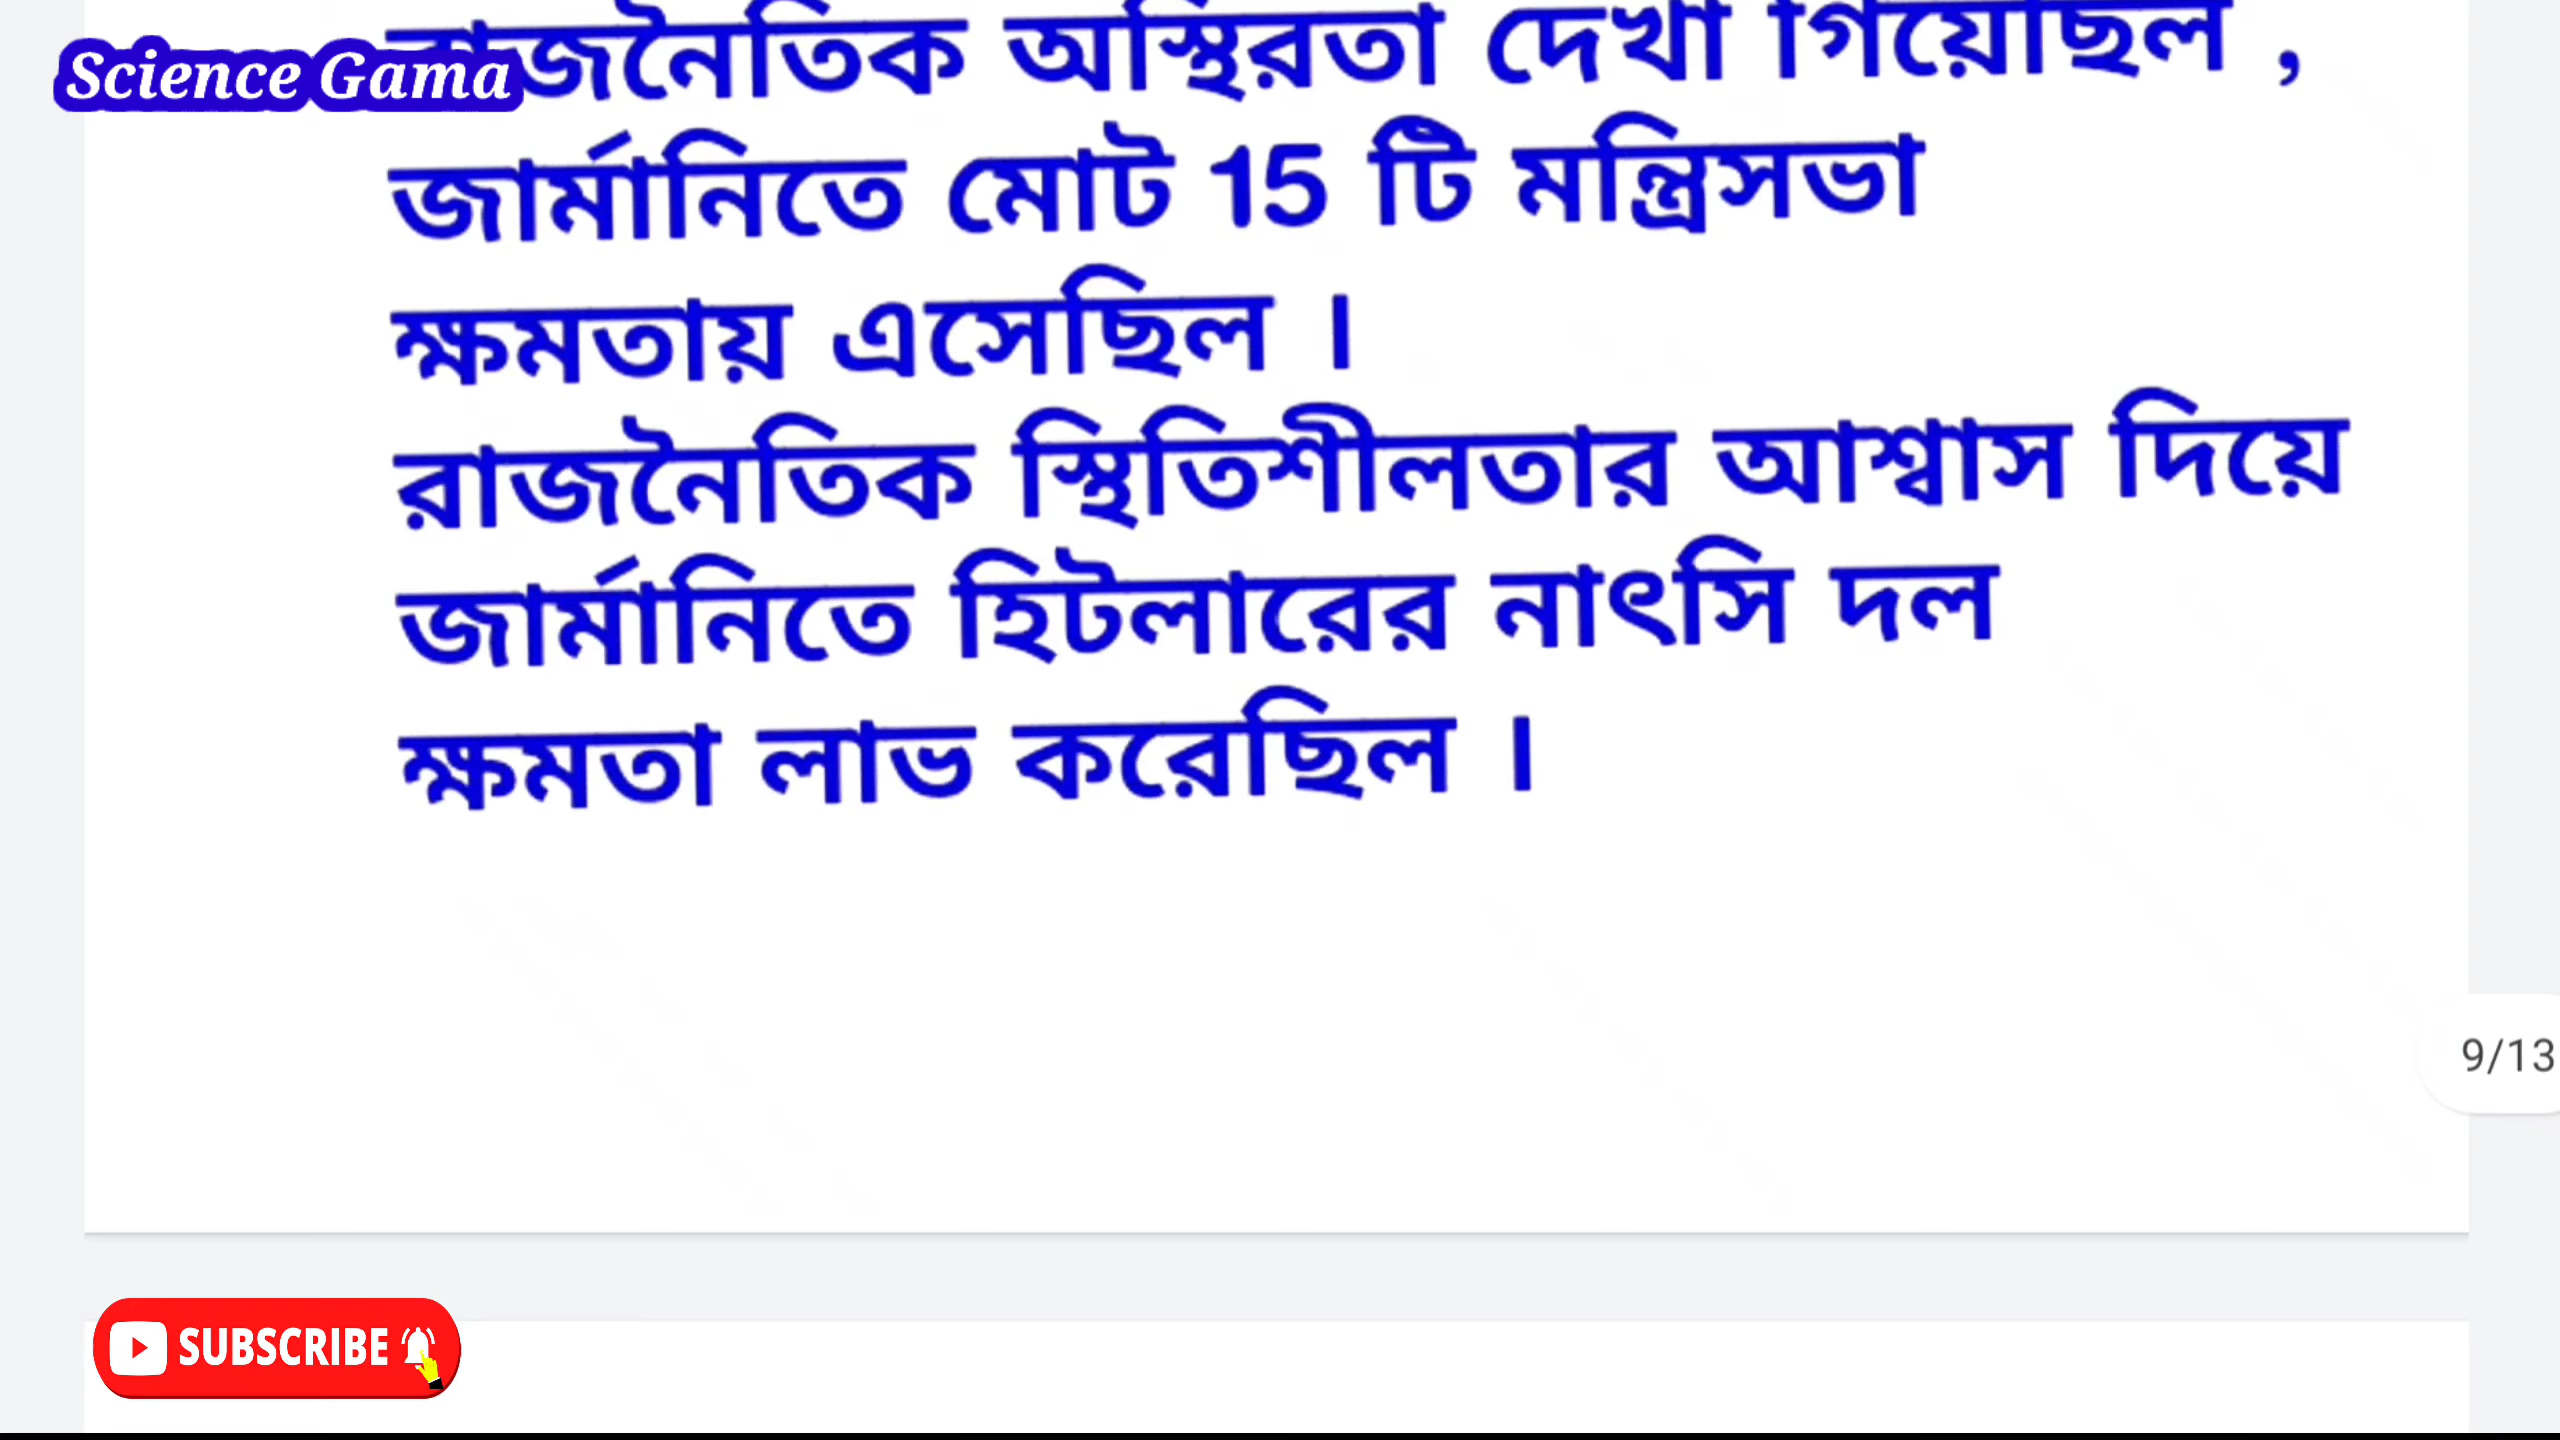 Science Gama
রাজনৈতিক অস্থিরতা দেখা গিয়েছিল ,
জার্মানিতে মোট 15 টি মন্ত্রিসভা
ক্ষমতায় এসেছিল ।
রাজনৈতিক স্থিতিশীলতার আশ্বাস দিয়ে
জার্মানিতে হিটলারের নাৎসি দল
ক্ষমতা লাভ করেছিল ।
9/13
SUBSCRIBE